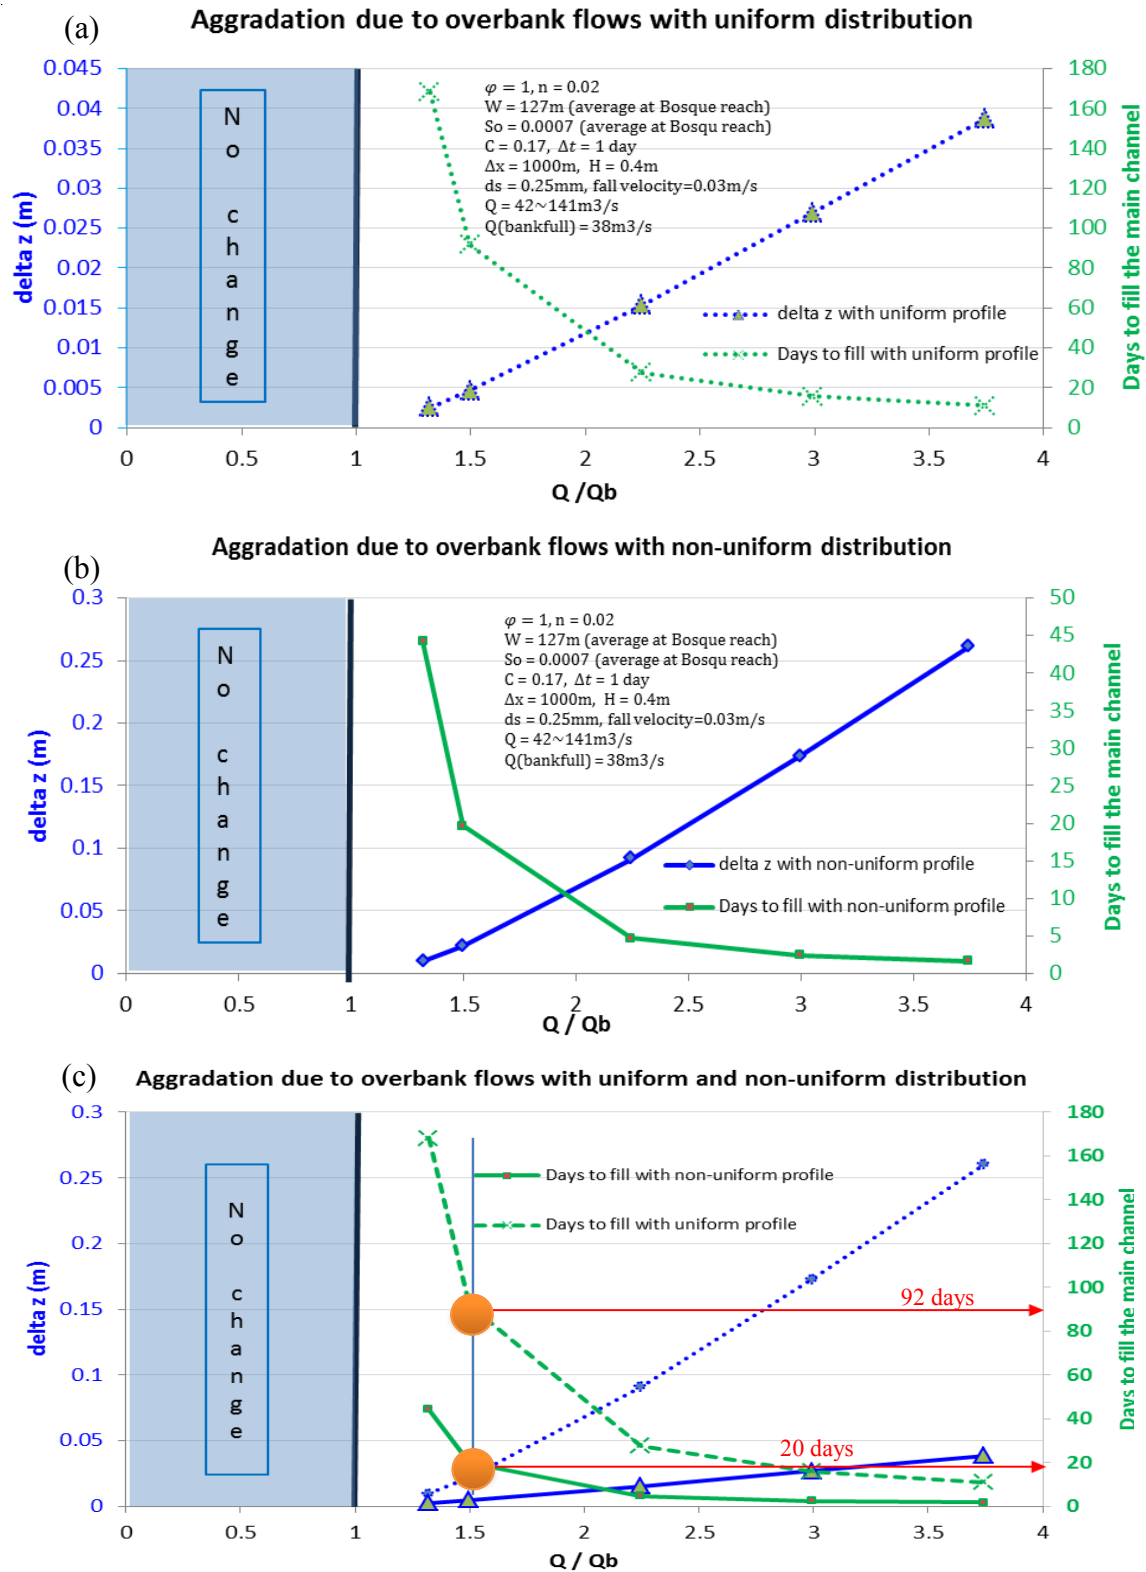 (a)
Aggradation due to overbank flows with uniform distribution
0.045
0.04
0.035
0.03
0.025
0.02
0.015
0.01
0.005
0
delta z (m)
No change
φ = 1, n = 0.02
W = 127m (average at Bosque reach)
So = 0.0007 (average at Bosqu reach)
C = 0.17, Δt = 1 day
Δx = 1000m, H = 0.4m
ds = 0.25mm, fall velocity=0.03m/s
Q = 42~141m3/s
Q(bankfull) = 38m3/s
delta z with uniform profile
Days to fill with uniform profile
180
160
140
120
100
80
60
40
20
0
Days to fill the main channel
0 0.5 1 1.5 2 2.5 3 3.5 4
Q /Qb
(b)
Aggradation due to overbank flows with non-uniform distribution
0.3
0.25
0.2
0.15
0.1
0.05
0
delta z (m)
No change
φ = 1, n = 0.02
W = 127m (average at Bosque reach)
So = 0.0007 (average at Bosqu reach)
C = 0.17, Δt = 1 day
Δx = 1000m, H = 0.4m
ds = 0.25mm, fall velocity=0.03m/s
Q = 42~141m3/s
Q(bankfull) = 38m3/s
delta z with non-uniform profile
Days to fill with non-uniform profile
50
45
40
35
30
25
20
15
10
5
0
Days to fill the main channel
0 0.5 1 1.5 2 2.5 3 3.5 4
Q / Qb
(c)
Aggradation due to overbank flows with uniform and non-uniform distribution
0.3
0.25
0.2
0.15
0.1
0.05
0
delta z (m)
No change
Days to fill with non-uniform profile
Days to fill with uniform profile
92 days
20 days
180
160
140
120
100
80
60
40
20
0
Days to fill the main channel
0 0.5 1 1.5 2 2.5 3 3.5 4
Q / Qb